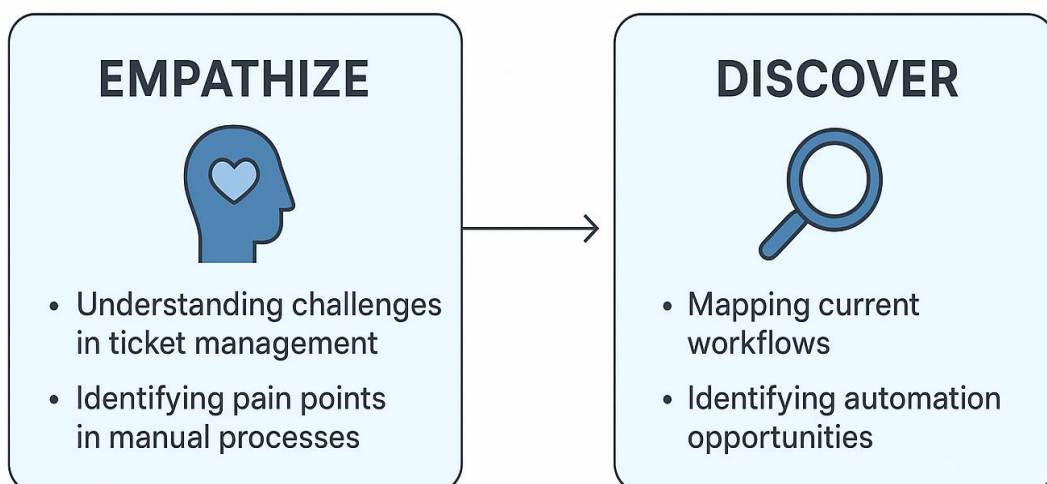 EMPATHIZE
• Understanding challenges
in ticket management
• Identifying pain points
in manual processes
DISCOVER
• Mapping current
workflows
• Identifying automation
opportunities